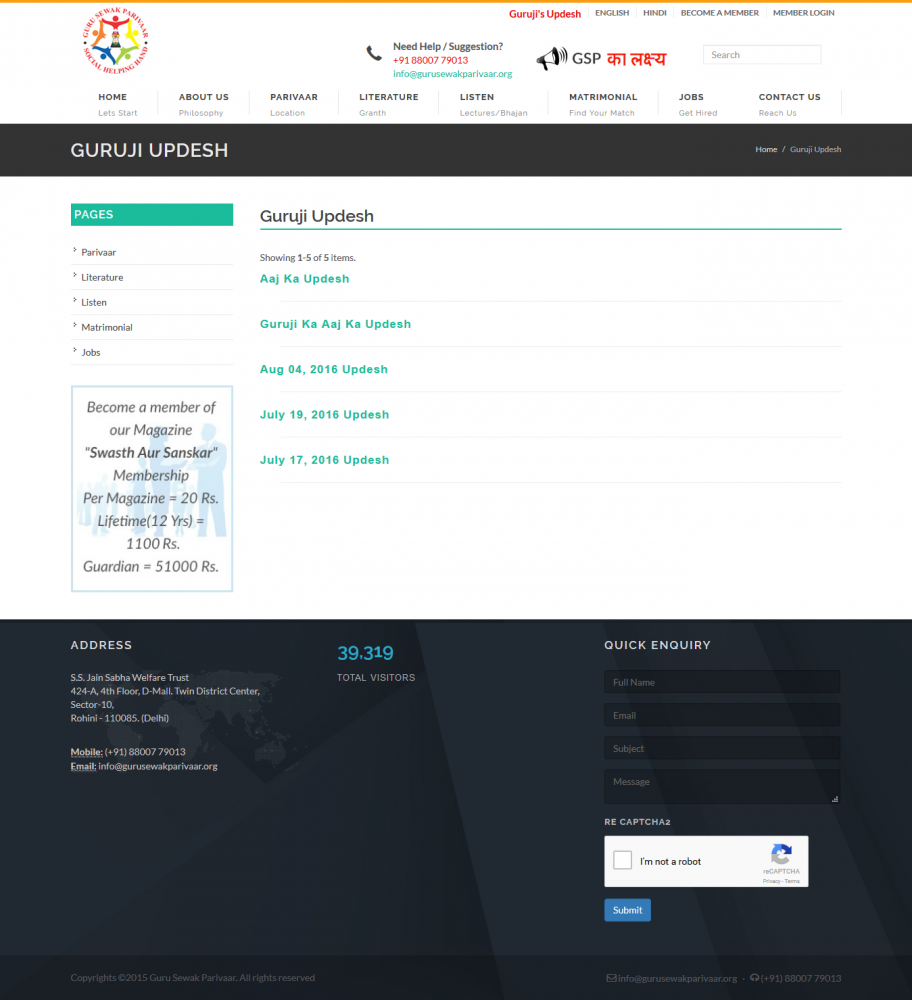 GURU SEWAK PARIVAAR
SOCIAL HELPING HAND
Guruji's Updesh
ENGLISH
HINDI
BECOME A MEMBER
MEMBER LOGIN
Need Help / Suggestion?
+91 88007 79013
info@gurusewakparivaar.org
GSP का लक्ष्य
Search
HOME
Lets Start
ABOUT US
Philosophy
PARIVAAR
Location
LITERATURE
Granth
LISTEN
Lectures/Bhajan
MATRIMONIAL
Find Your Match
JOBS
Get Hired
CONTACT US
Reach Us
GURUJI UPDESH
Home / Guruji Updesh
PAGES
Parivaar
Literature
Listen
Matrimonial
Jobs
Become a member of
our Magazine
"Swasth Aur Sanskar"
Membership
Per Magazine = 20 Rs.
Lifetime(12 Yrs) =
1100 Rs.
Guardian = 51000 Rs.
Guruji Updesh
Showing 1-5 of 5 items.
Aaj Ka Updesh
Guruji Ka Aaj Ka Updesh
Aug 04, 2016 Updesh
July 19, 2016 Updesh
July 17, 2016 Updesh
ADDRESS
S.S. Jain Sabha Welfare Trust
424-A, 4th Floor, D-Mall, Twin District Center,
Sector-10,
Rohini - 110085. (Delhi)
Mobile: (+91) 88007 79013
Email: info@gurusewakparivaar.org
39,319
TOTAL VISITORS
QUICK ENQUIRY
Full Name
Email
Subject
Message
RE CAPTCHA2
I'm not a robot
reCAPTCHA
Privacy - Terms
Submit
Copyrights ©2015 Guru Sewak Parivaar. All rights reserved
info@gurusewakparivaar.org · (+91) 88007 79013